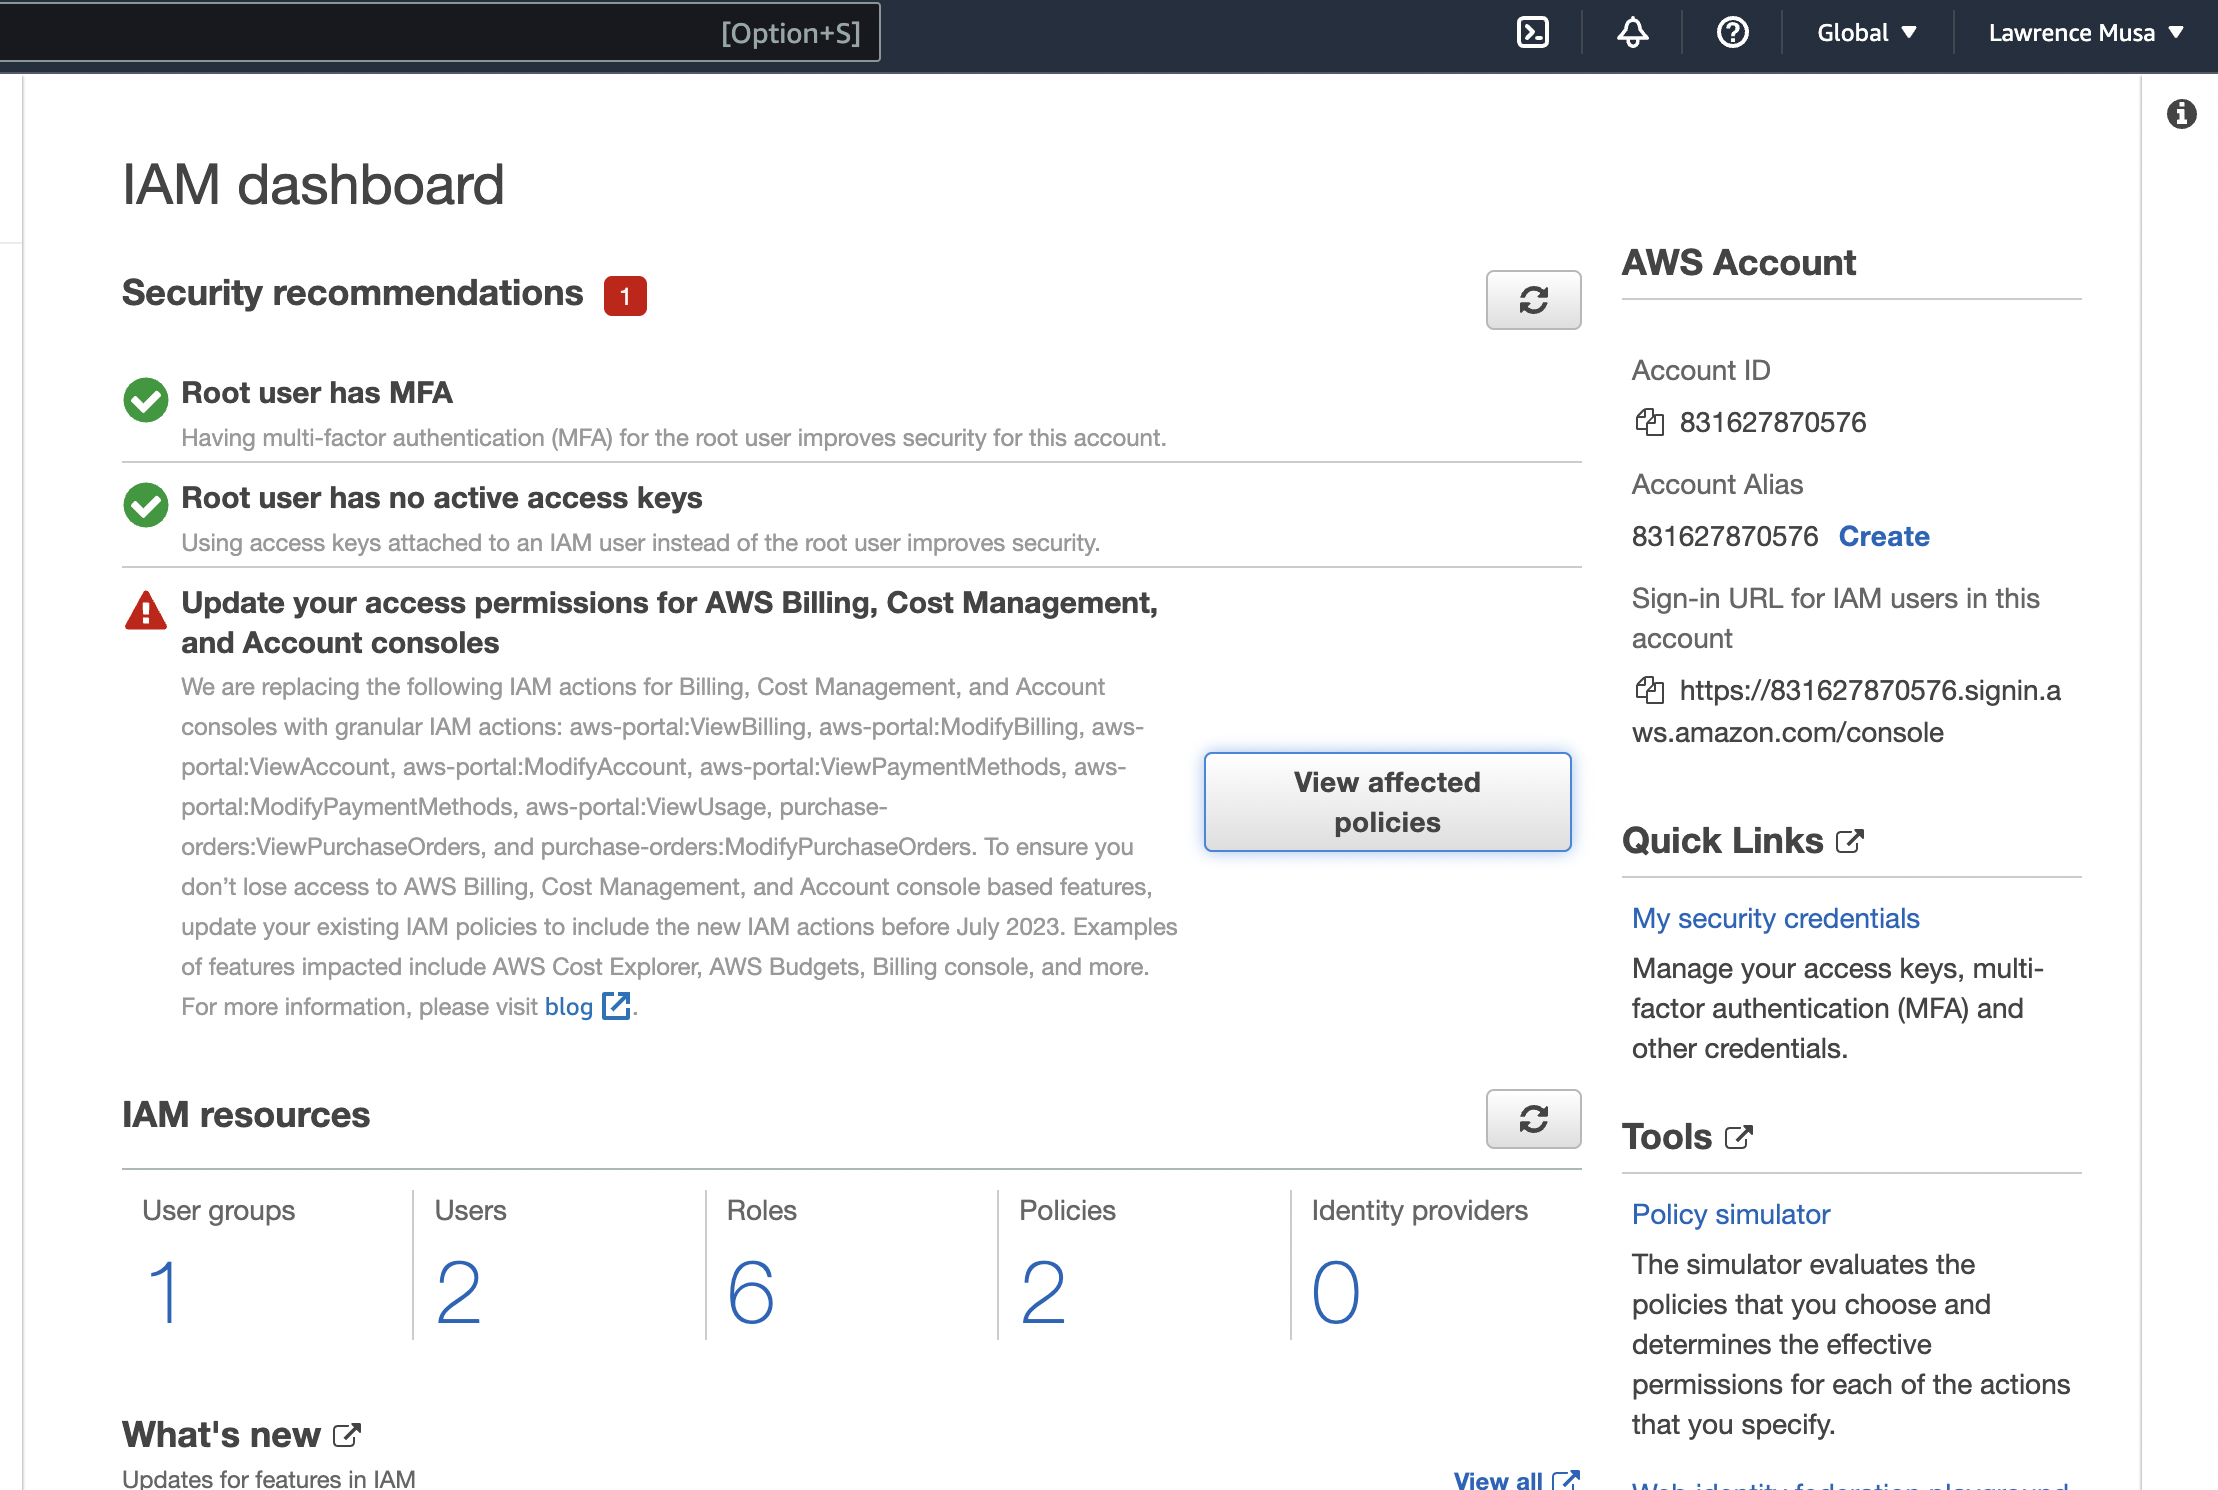 [Option+S]
Global
Lawrence Musa
IAM dashboard
Security recommendations 1
Root user has MFA
Having multi-factor authentication (MFA) for the root user improves security for this account.
Root user has no active access keys
Using access keys attached to an IAM user instead of the root user improves security.
Update your access permissions for AWS Billing, Cost Management,
and Account consoles
We are replacing the following IAM actions for Billing, Cost Management, and Account
consoles with granular IAM actions: aws-portal:ViewBilling, aws-portal:ModifyBilling, aws-
portal:ViewAccount, aws-portal:ModifyAccount, aws-portal:ViewPaymentMethods, aws-
portal:ModifyPaymentMethods, aws-portal:ViewUsage, purchase-
orders:ViewPurchaseOrders, and purchase-orders:ModifyPurchaseOrders. To ensure you
don’t lose access to AWS Billing, Cost Management, and Account console based features,
update your existing IAM policies to include the new IAM actions before July 2023. Examples
of features impacted include AWS Cost Explorer, AWS Budgets, Billing console, and more.
For more information, please visit blog .
View affected
policies
IAM resources
User groups
1
Users
2
Roles
6
Policies
2
Identity providers
0
What's new
Updates for features in IAM
View all
AWS Account
Account ID
831627870576
Account Alias
831627870576 Create
Sign-in URL for IAM users in this
account
https://831627870576.signin.a
ws.amazon.com/console
Quick Links
My security credentials
Manage your access keys, multi-
factor authentication (MFA) and
other credentials.
Tools
Policy simulator
The simulator evaluates the
policies that you choose and
determines the effective
permissions for each of the actions
that you specify.
Web identity federation playground